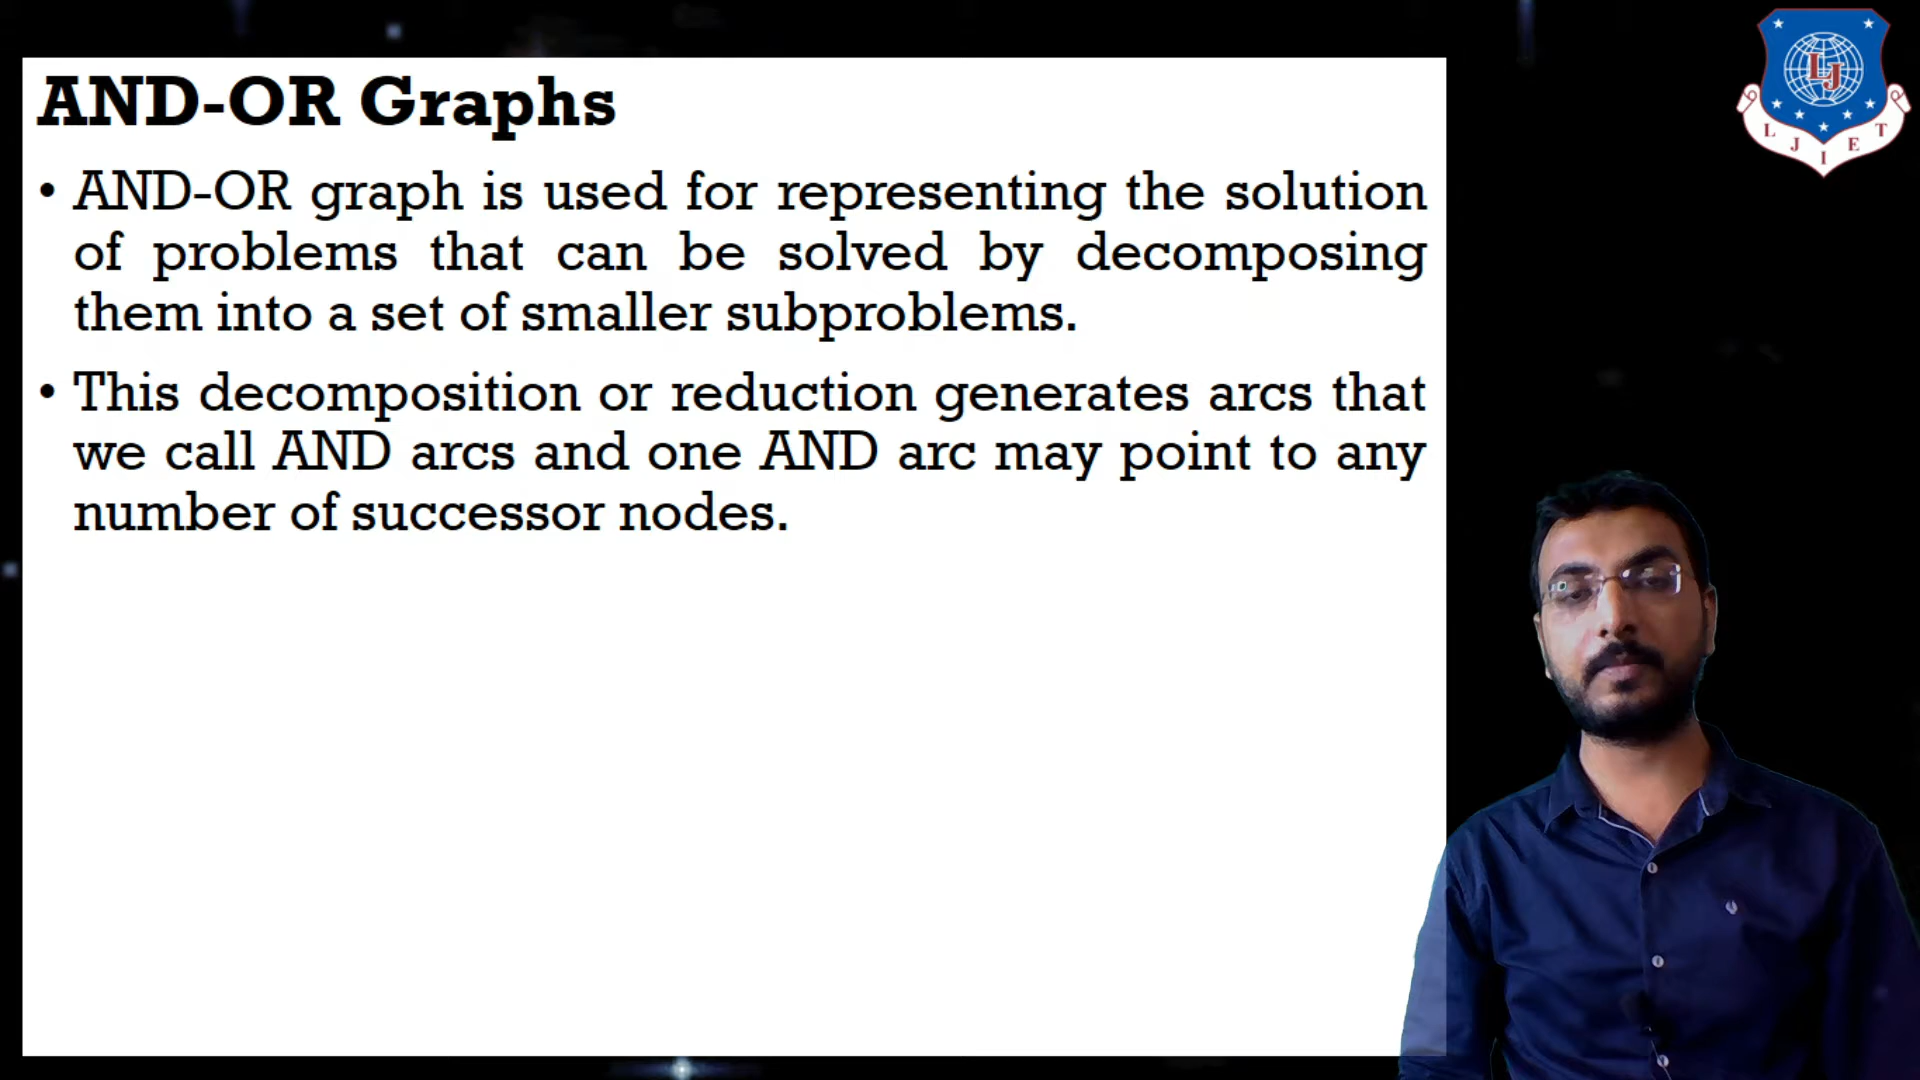 AND-OR Graphs
• AND-OR graph is used for representing the solution
of problems that can be solved by decomposing
them into a set of smaller subproblems.
• This decomposition or reduction generates arcs that
we call AND arcs and one AND arc may point to any
number of successor nodes.
LJ
L J I E T